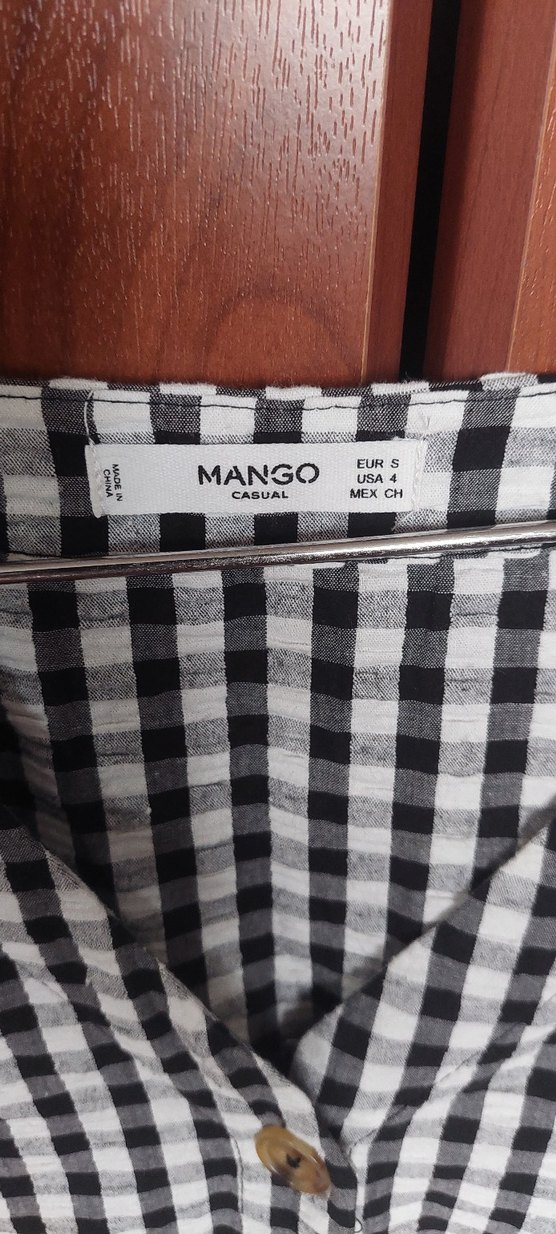 MADE IN
CHINA
MANGO
CASUAL
EUR S
USA 4
MEX CH